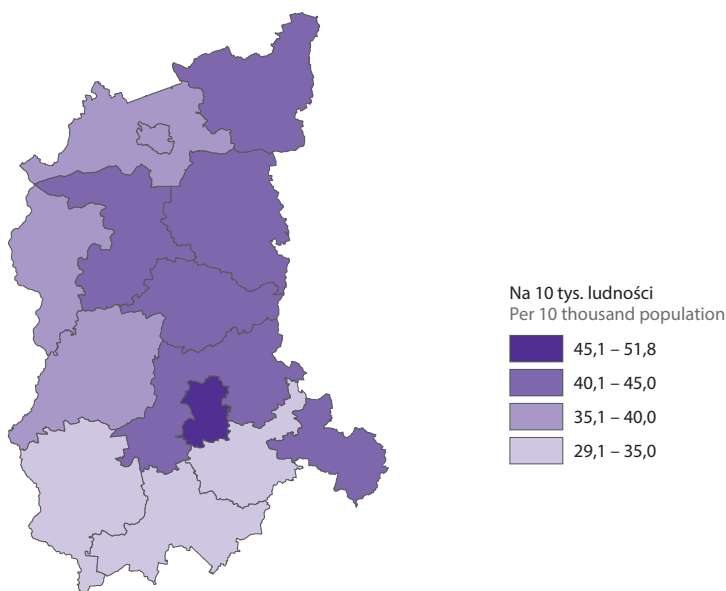 Na 10 tys. ludności
Per 10 thousand population
45,1 – 51,8
40,1 – 45,0
35,1 – 40,0
29,1 – 35,0